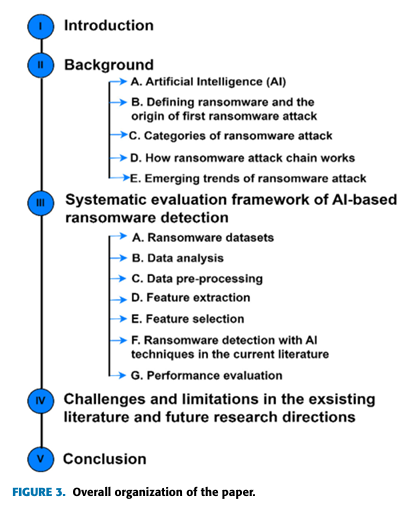 I Introduction
II Background
A. Artificial Intelligence (AI)
B. Defining ransomware and the
origin of first ransomware attack
C. Categories of ransomware attack
D. How ransomware attack chain works
E. Emerging trends of ransomware attack
III Systematic evaluation framework of AI-based
ransomware detection
A. Ransomware datasets
B. Data analysis
C. Data pre-processing
D. Feature extraction
E. Feature selection
F. Ransomware detection with AI
techniques in the current literature
G. Performance evaluation
IV Challenges and limitations in the exsisting
literature and future research directions
V Conclusion
FIGURE 3. Overall organization of the paper.